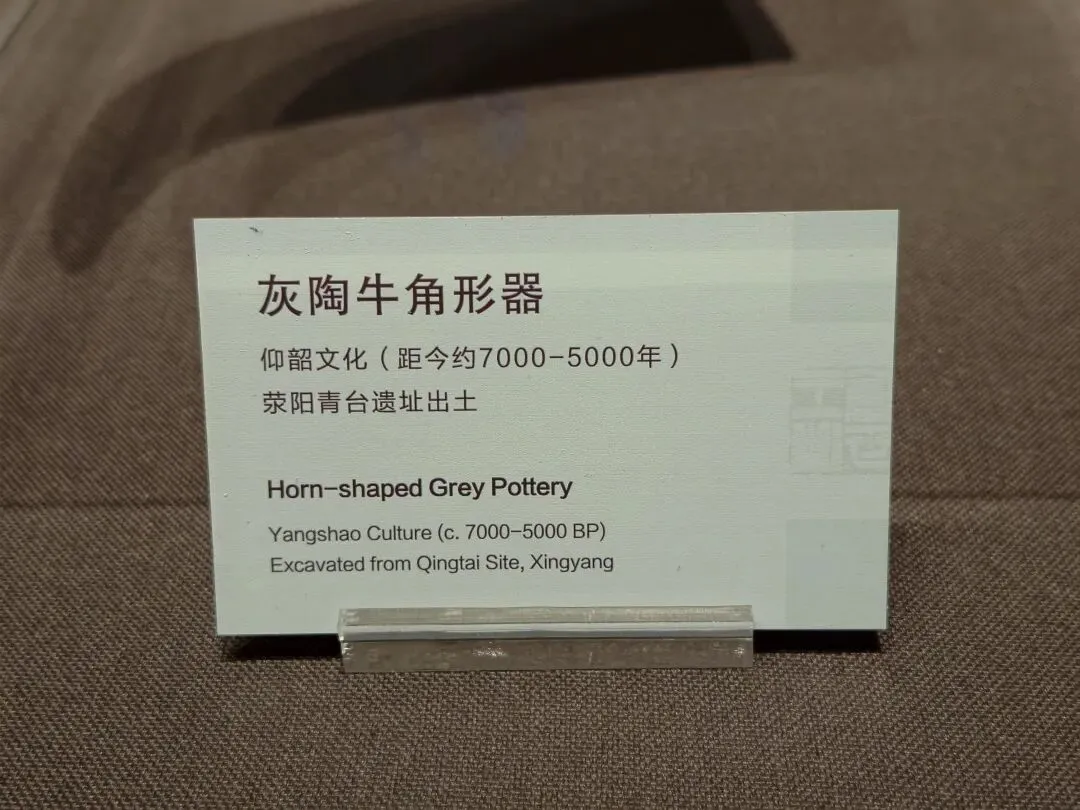 灰陶牛角形器
仰韶文化（距今约7000-5000年）
荥阳青台遗址出土
Horn-shaped Grey Pottery
Yangshao Culture (c. 7000-5000 BP)
Excavated from Qingtai Site, Xingyang